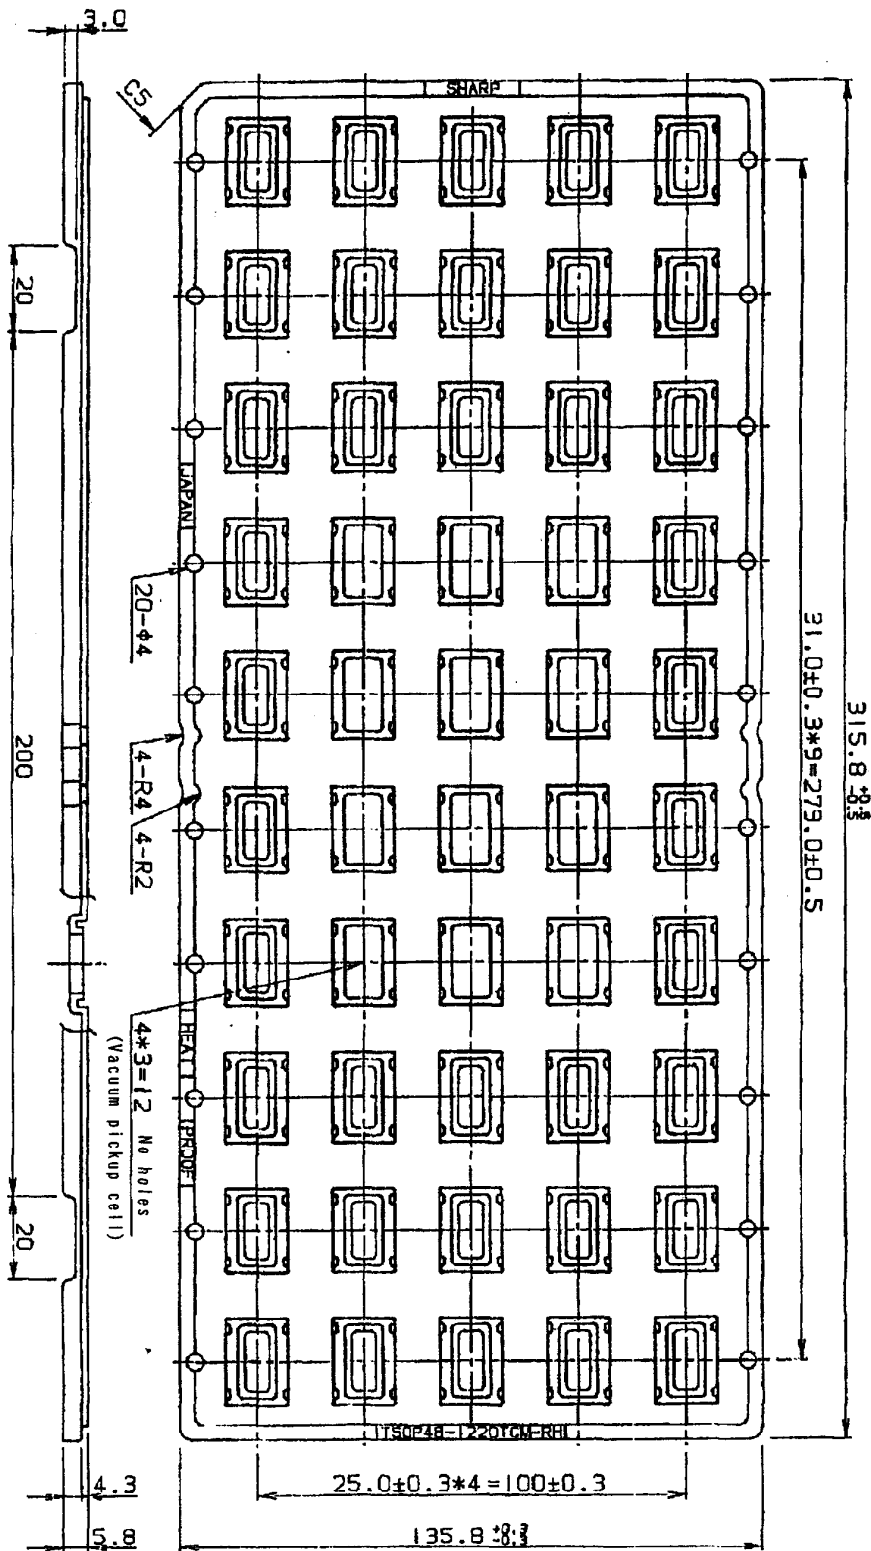 3.0
C5
SHARP
20
JAPAN
20-φ4
31.0±0.3*9=279.0±0.5
315.8
200
4-R4
4-R2
4*3=12 No holes
(Vacuum pickup cell)
HEAT PROOF
20
TSOP48-1220TCM-RH
4.3
25.0±0.3*4=100±0.3
5.8
135.8